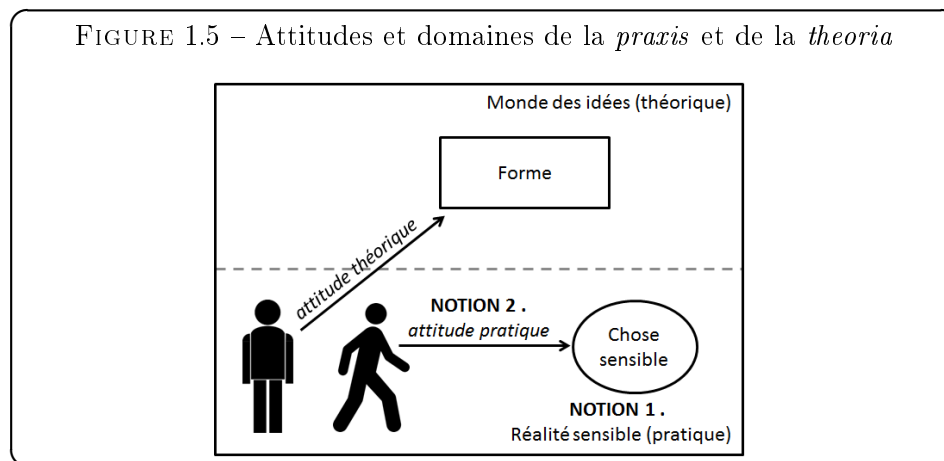 FIGURE 1.5 – Attitudes et domaines de la praxis et de la theoria
Monde des idées (théorique)
Forme
attitude théorique
NOTION 2 .
attitude pratique
Chose
sensible
NOTION 1 .
Réalité sensible (pratique)